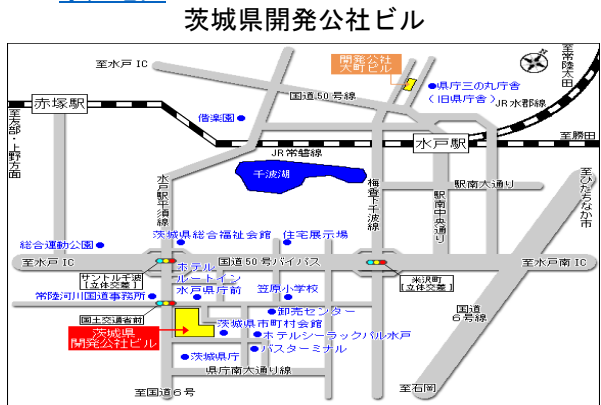 茨城県開発公社ビル
至水戸IC
開発公社
大町ビル
至常陸太田
国道50号線
県庁三の丸庁舎
(旧県庁舎)
JR水郡線
赤塚駅
偕楽園
水戸駅
至勝田
至友部・上野方面
JR常磐線
千波湖
水戸駅平須線
梅香下千波線
駅南中央通り
駅南大通り
至ひたちなか市
茨城県総合福祉会館
住宅展示場
総合運動公園
至水戸IC
国道50号バイパス
至水戸南IC
サントル千波
[立体交差]
ホテル
ルートイン
水戸県庁前
米沢町
[立体交差]
常陸河川国道事務所
笠原小学校
国道6号線
国土交通省前
卸売センター
茨城県
開発公社ビル
茨城県市町村会館
ホテルシーラックパル水戸
バスターミナル
茨城県庁
県庁南大通り線
至国道6号
至石岡